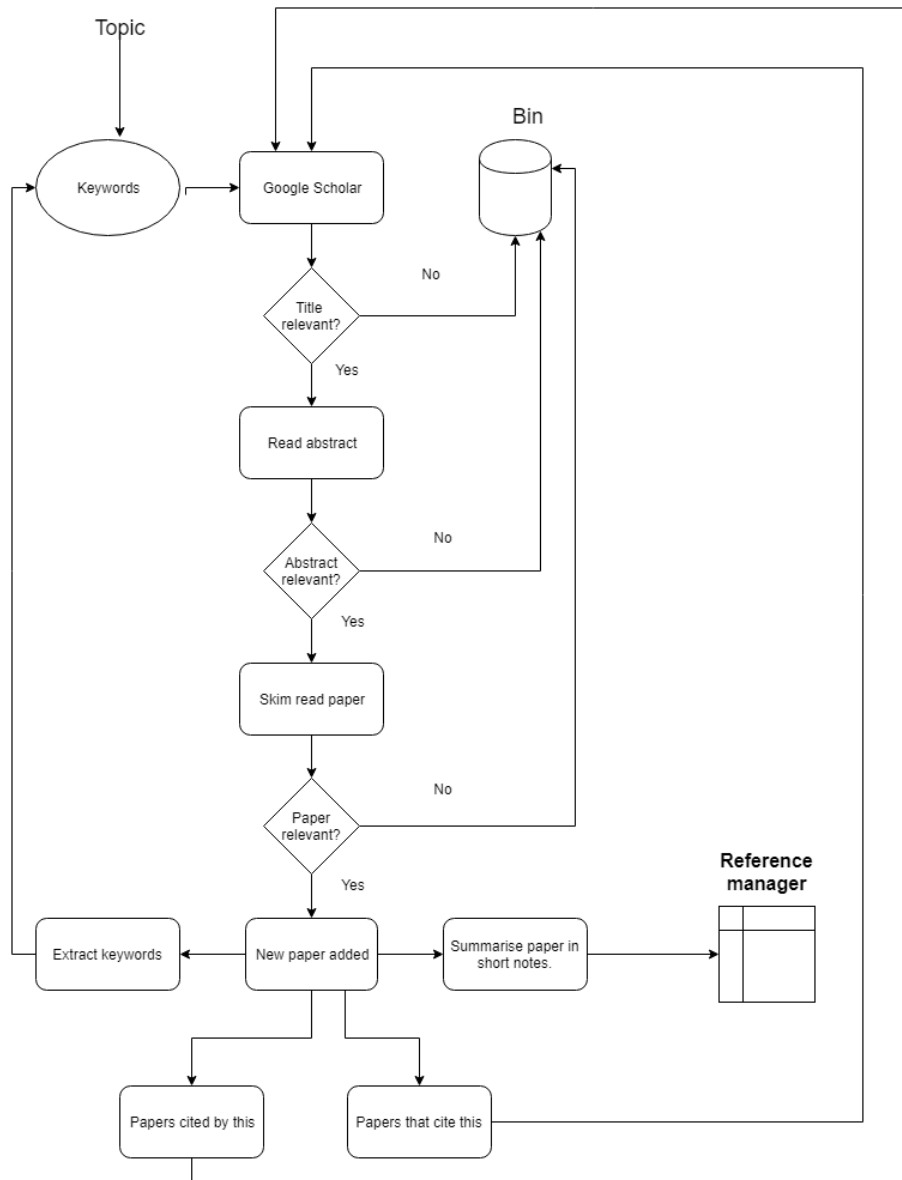 Topic
Bin
Keywords
Google Scholar
No
Title
relevant?
Yes
Read abstract
No
Abstract
relevant?
Yes
Skim read paper
No
Paper
relevant?
Yes
Reference
manager
Extract keywords
New paper added
Summarise paper in
short notes.
Papers cited by this
Papers that cite this